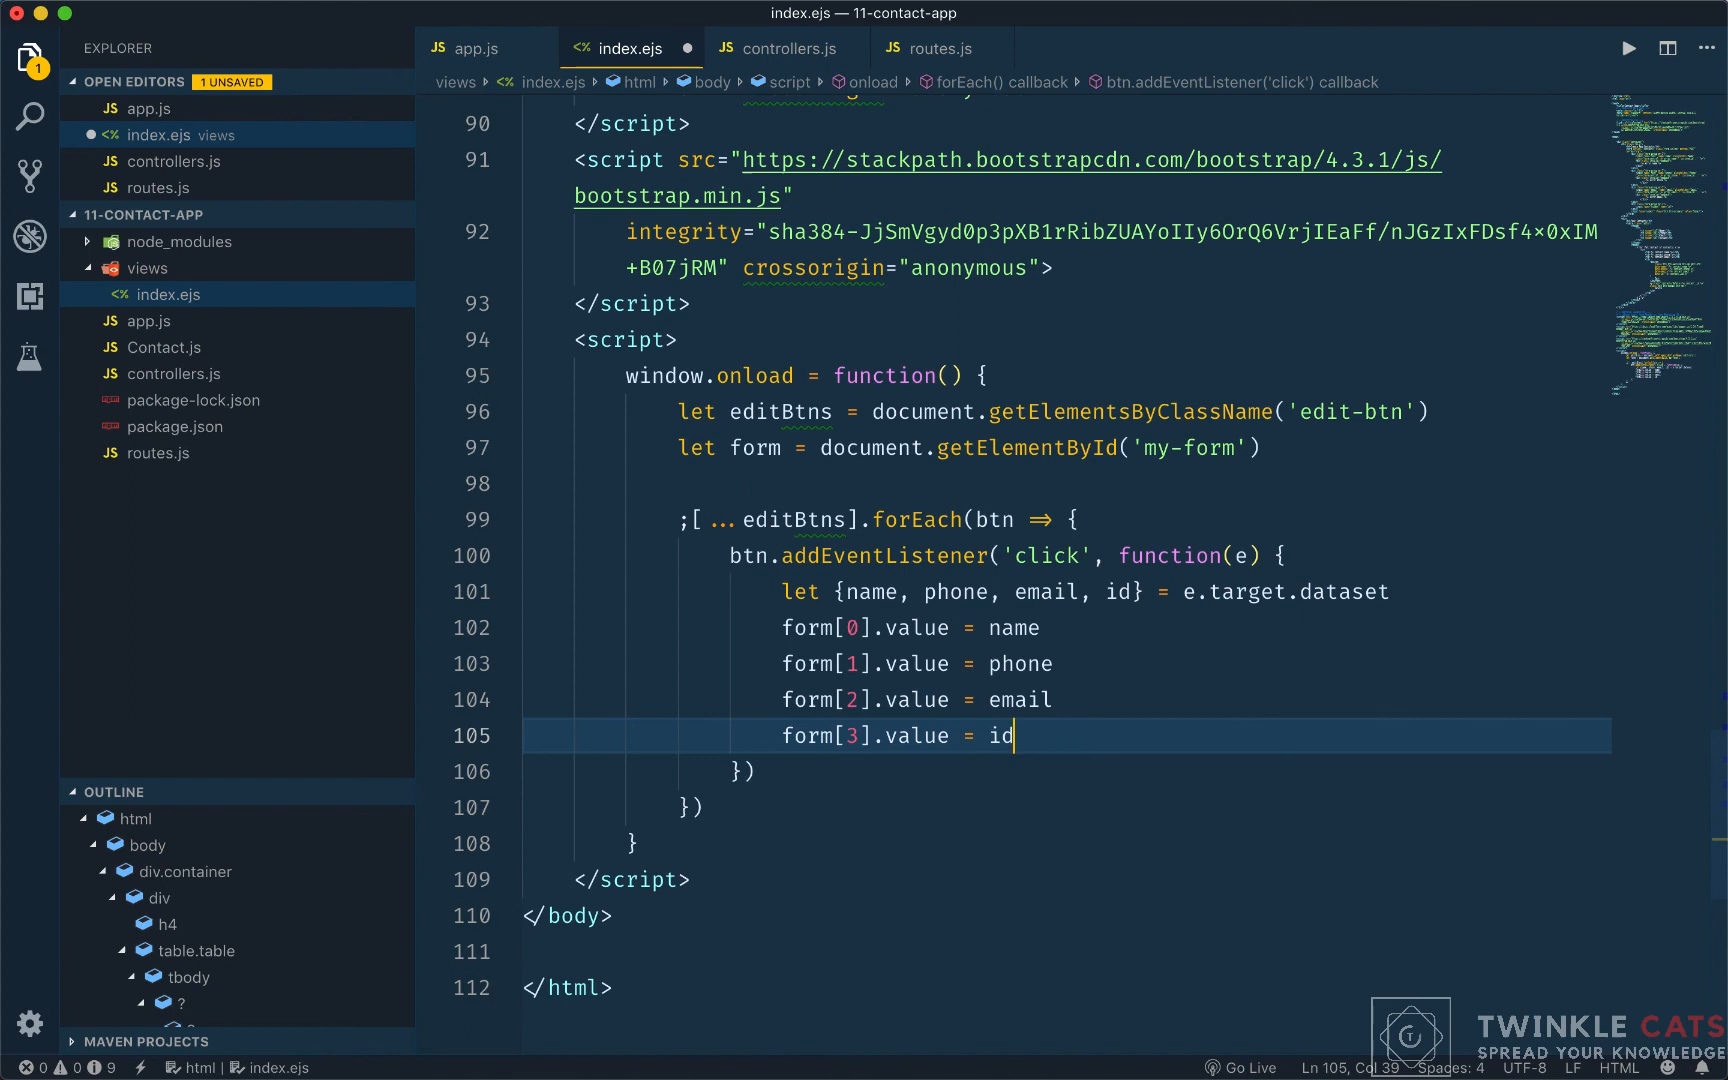 index.ejs — 11-contact-app
EXPLORER
OPEN EDITORS 1 UNSAVED
JS app.js
<% index.ejs views
JS controllers.js
JS routes.js
11-CONTACT-APP
node_modules
views
<% index.ejs
JS app.js
JS Contact.js
JS controllers.js
package-lock.json
package.json
JS routes.js
OUTLINE
html
body
div.container
div
h4
table.table
tbody
?
MAVEN PROJECTS
1
JS app.js <% index.ejs JS controllers.js JS routes.js
views <% index.ejs html body script onload forEach() callback btn.addEventListener('click') callback
90 </script>
91 <script src="https://stackpath.bootstrapcdn.com/bootstrap/4.3.1/js/
bootstrap.min.js"
92 integrity="sha384-JjSmVgyd0p3pXB1rRibZUAYoIIy6OrQ6VrjIEaFf/nJGzIxFDsf4x0xIM
+B07jRM" crossorigin="anonymous">
93 </script>
94 <script>
95 window.onload = function() {
96 let editBtns = document.getElementsByClassName('edit-btn')
97 let form = document.getElementById('my-form')
98
99 ;[...editBtns].forEach(btn => {
100 btn.addEventListener('click', function(e) {
101 let {name, phone, email, id} = e.target.dataset
102 form[0].value = name
103 form[1].value = phone
104 form[2].value = email
105 form[3].value = id
106 })
107 })
108 }
109 </script>
110 </body>
111
112 </html>
TWINKLE CATS
SPREAD YOUR KNOWLEDGE
0 0 9 html | index.ejs Go Live Ln 105, Col 39 Spaces: 4 UTF-8 LF HTML